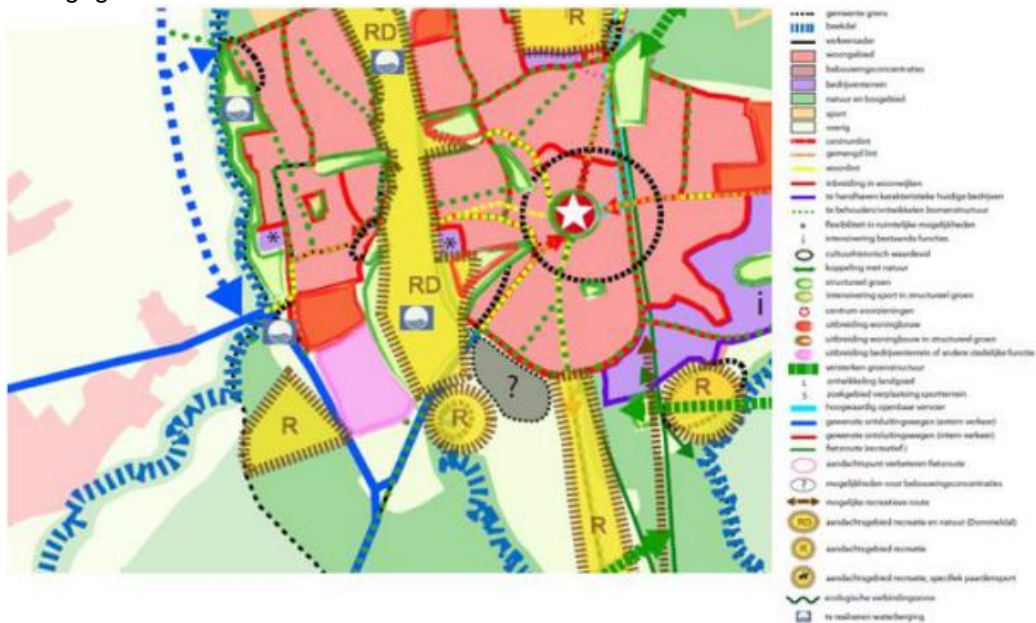 RD
R
RD
R
R
?
R
R
i
*
*
gemeente grens
beekdal
verkeersader
woongebied
bebouwingsconcentraties
bedrijventerrein
natuur en bosgebied
sport
overig
centrumlint
gemengd lint
woonlint
inbreiding in woonwijken
te handhaven karakteristieke huidige bedrijven
te behouden/ontwikkelen bomenstructuur
* flexibiliteit in ruimtelijke mogelijkheden
i intensivering bestaande functies
cultuurhistorisch waardevol
koppeling met natuur
structureel groen
intensivering sport in structureel groen
centrum voorzieningen
uitbreiding woningbouw
uitbreiding woningbouw in structureel groen
uitbreiding bedrijventerrein of andere stedelijke functie
versterken groenstructuur
L ontwikkeling landgoed
S zoekgebied verplaatsing sportterrein
hoogwaardig openbaar vervoer
gewenste ontsluitingswegen (extern verkeer)
gewenste ontsluitingswegen (intern verkeer)
fietsroute (recreatief)
aandachtspunt verbeteren fietsroute
? mogelijkheden voor bebouwingsconcentraties
mogelijke recreatieve route
RD aandachtsgebied recreatie en natuur (Dommeldal)
R aandachtsgebied recreatie
aandachtsgebied recreatie, specifiek paardensport
ecologische verbindingszone
te realiseren waterberging